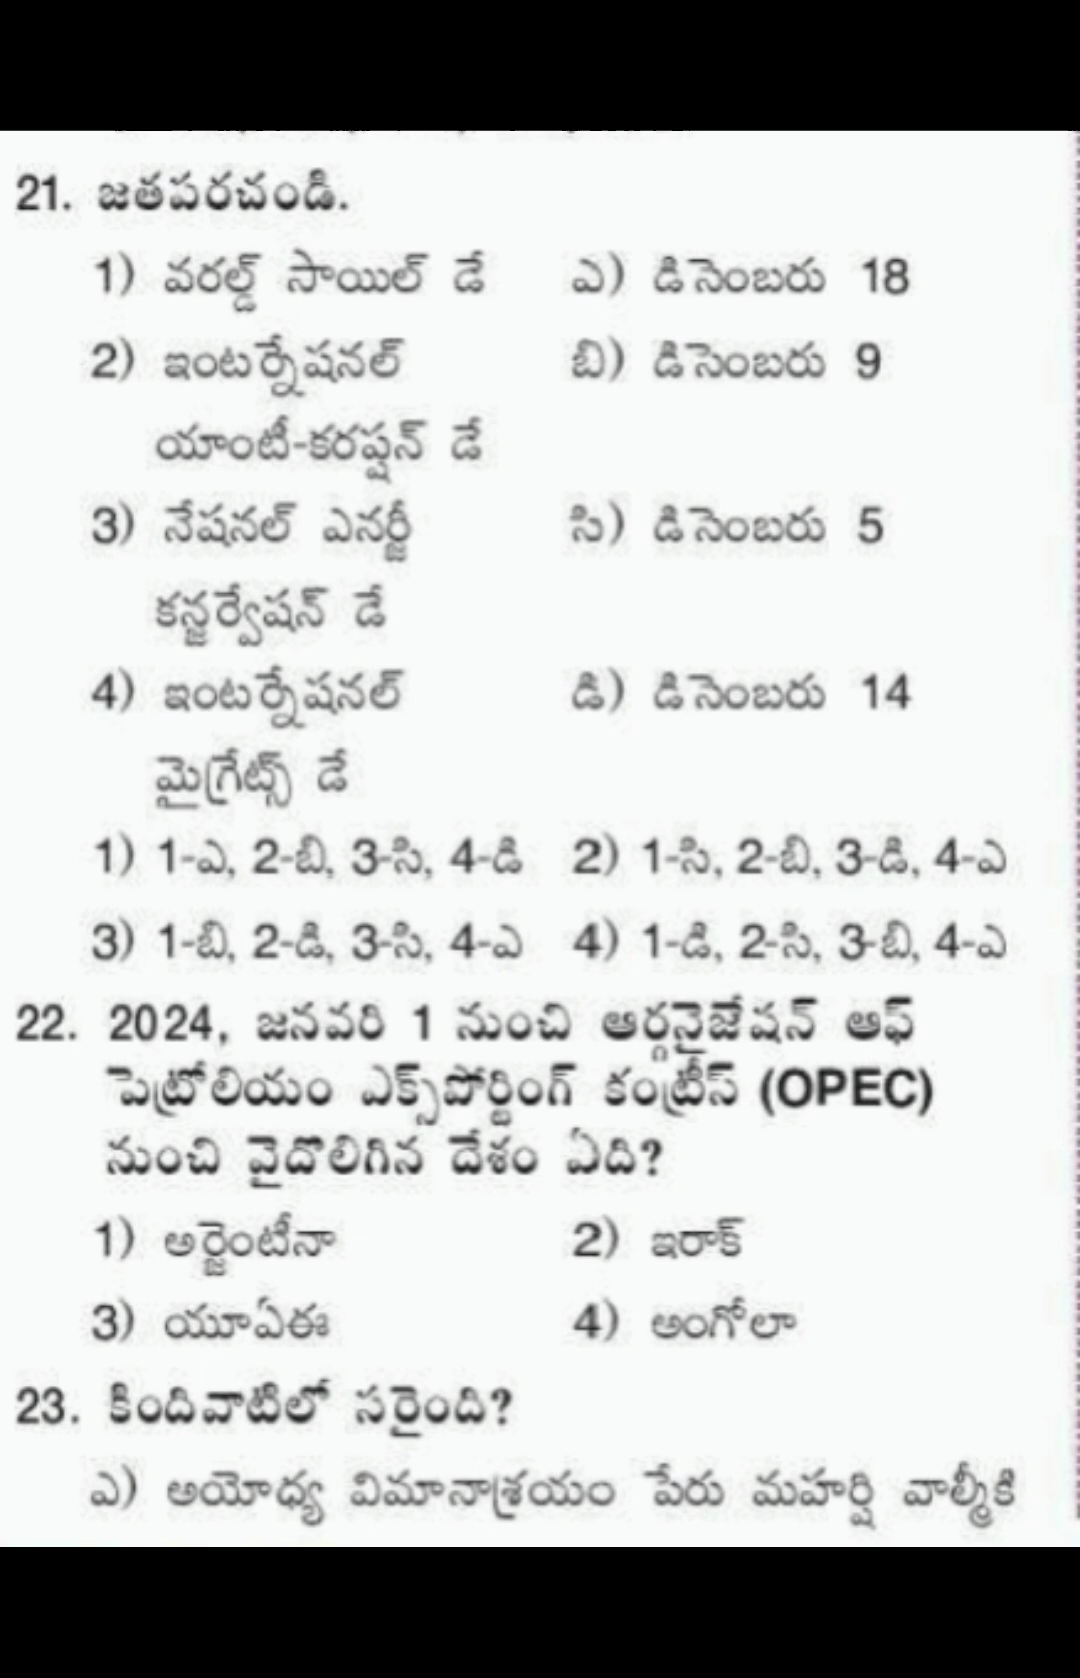 21. జతపరచండి.
1) వరల్డ్ సాయిల్ డే ఎ) డిసెంబరు 18
2) ఇంటర్నేషనల్ బి) డిసెంబరు 9
యాంటీ-కరప్షన్ డే
3) నేషనల్ ఎనర్జీ సి) డిసెంబరు 5
కన్జర్వేషన్ డే
4) ఇంటర్నేషనల్ డి) డిసెంబరు 14
మైగ్రేట్స్ డే
1) 1-ఎ, 2-బి, 3-సి, 4-డి 2) 1-సి, 2-బి, 3-డి, 4-ఎ
3) 1-బి, 2-డి, 3-సి, 4-ఎ 4) 1-డి, 2-సి, 3-బి, 4-ఎ
22. 2024, జనవరి 1 నుంచి ఆర్గనైజేషన్ ఆఫ్
పెట్రోలియం ఎక్స్‌పోర్టింగ్ కంట్రీస్ (OPEC)
నుంచి వైదొలిగిన దేశం ఏది?
1) అర్జెంటీనా 2) ఇరాక్
3) యూఏఈ 4) అంగోలా
23. కిందివాటిలో సరైంది?
ఎ) అయోధ్య విమానాశ్రయం పేరు మహర్షి వాల్మీకి